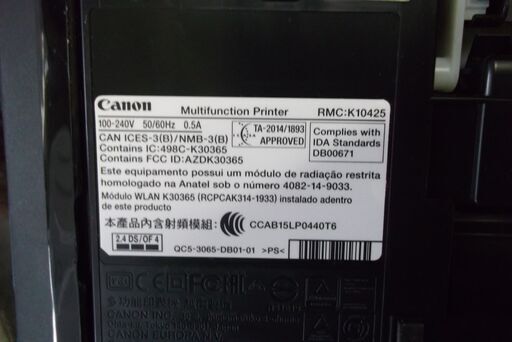 Canon Multifunction Printer RMC:K10425
100-240V 50/60Hz 0.5A
CAN ICES-3(B)/NMB-3(B)
Contains IC:498C-K30365
Contains FCC ID:AZDK30365
TA-2014/1893
APPROVED
Complies with
IDA Standards
DB00671
Este equipamento possui um módulo de radiação restrita
homologado na Anatel sob o número 4082-14-9033.
Módulo WLAN K30365 (RCPCAK314-1933) instalado adentro
de este producto
本產品內含射頻模組: CCAB15LP0440T6
2.4 DS/OF 4
QC5-3065-DB01-01 >PS<
CANON INC.
CANON EUROPA N.V.